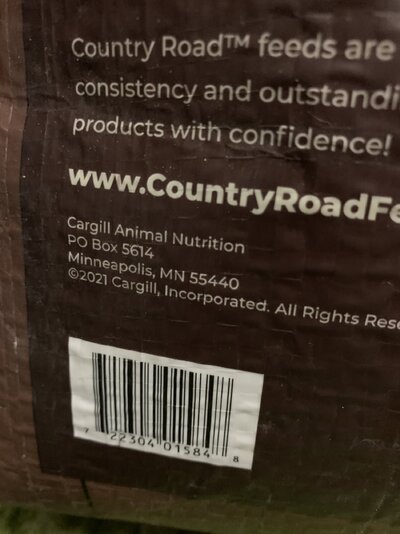 Country Road™ feeds are
consistency and outstandi
products with confidence!
www.CountryRoadFe
Cargill Animal Nutrition
PO Box 5614
Minneapolis, MN 55440
©2021 Cargill, Incorporated. All Rights Rese
7 22304 01584 8